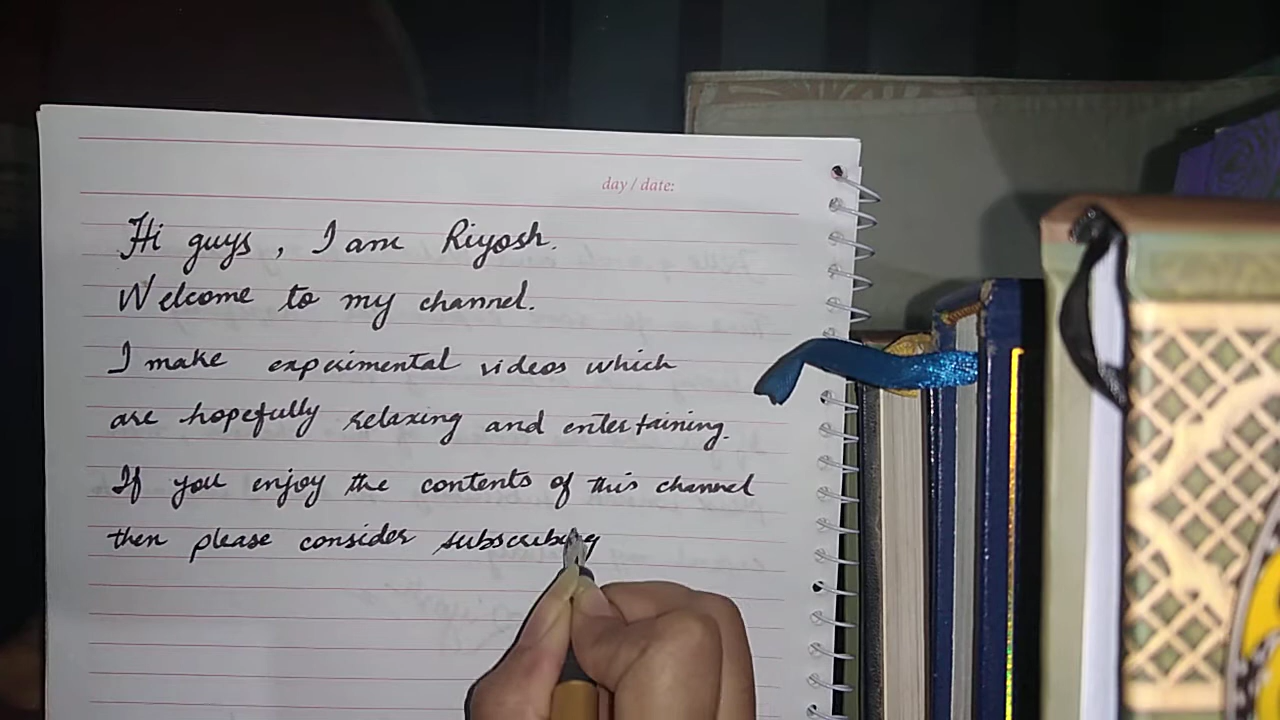 day / date:
Hi guys, I am Riyosh.
Welcome to my channel.
I make experimental videos which
are hopefully relaxing and entertaining.
If you enjoy the contents of this channel
then please consider subscribing